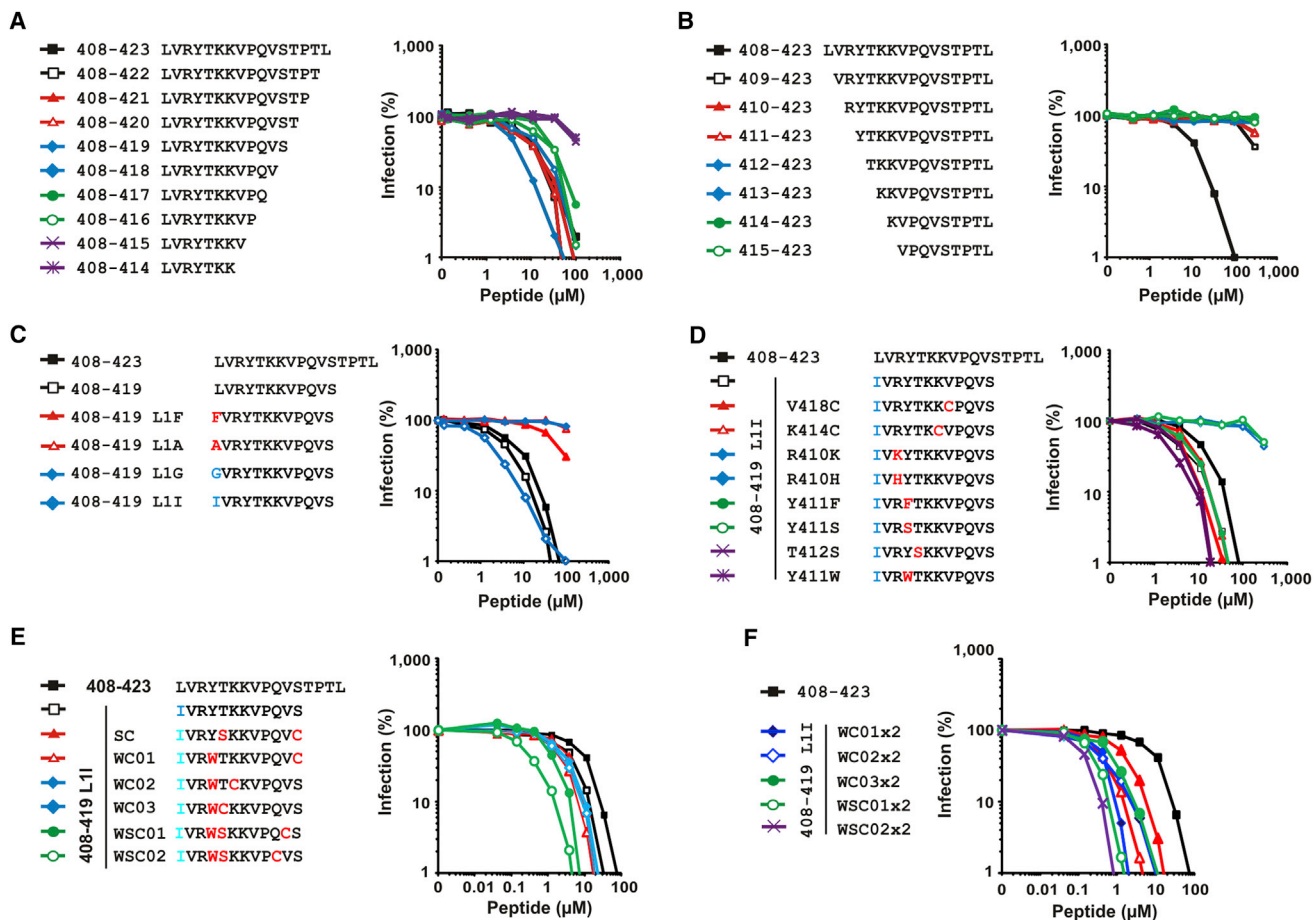 A
408-423 LVRYTKKVPQVSTPTL
408-422 LVRYTKKVPQVSTPT
408-421 LVRYTKKVPQVSTP
408-420 LVRYTKKVPQVST
408-419 LVRYTKKVPQVS
408-418 LVRYTKKVPQV
408-417 LVRYTKKVPQ
408-416 LVRYTKKVP
408-415 LVRYTKKV
408-414 LVRYTKK
Infection (%)
1,000
100
10
1
0 1 10 100 1,000
Peptide (µM)
B
408-423 LVRYTKKVPQVSTPTL
409-423 VRYTKKVPQVSTPTL
410-423 RYTKKVPQVSTPTL
411-423 YTKKVPQVSTPTL
412-423 TKKVPQVSTPTL
413-423 KKVPQVSTPTL
414-423 KVPQVSTPTL
415-423 VPQVSTPTL
Infection (%)
1,000
100
10
1
0 1 10 100 1,000
Peptide (µM)
C
408-423 LVRYTKKVPQVSTPTL
408-419 LVRYTKKVPQVS
408-419 L1F FVRYTKKVPQVS
408-419 L1A AVRYTKKVPQVS
408-419 L1G GVRYTKKVPQVS
408-419 L1I IVRYTKKVPQVS
Infection (%)
1,000
100
10
1
0 1 10 100 1,000
Peptide (µM)
D
408-423 LVRYTKKVPQVSTPTL
408-419 L1I
IVRYTKKVPQVS
V418C IVRYTKKCVPQVS
K414C IVRYTKCVPQVS
R410K IVKYTKKVPQVS
R410H IVHYTKKVPQVS
Y411F IVRFTKKVPQVS
Y411S IVRSTKKVPQVS
T412S IVRYSKKVPQVS
Y411W IVRWTKKVPQVS
Infection (%)
1,000
100
10
1
0 1 10 100 1,000
Peptide (µM)
E
408-423 LVRYTKKVPQVSTPTL
408-419 L1I
IVRYTKKVPQVS
SC IVRYSKKVPQVC
WC01 IVRWTKKVPQVC
WC02 IVRWTCKVPQVS
WC03 IVRWCKKVPQVS
WSC01 IVRWSKKVPQCS
WSC02 IVRWSKKVPCVS
Infection (%)
1,000
100
10
1
0 0.01 0.1 1 10 100
Peptide (µM)
F
408-423
408-419 L1I
WC01x2
WC02x2
WC03x2
WSC01x2
WSC02x2
Infection (%)
1,000
100
10
1
0 0.01 0.1 1 10 100
Peptide (µM)